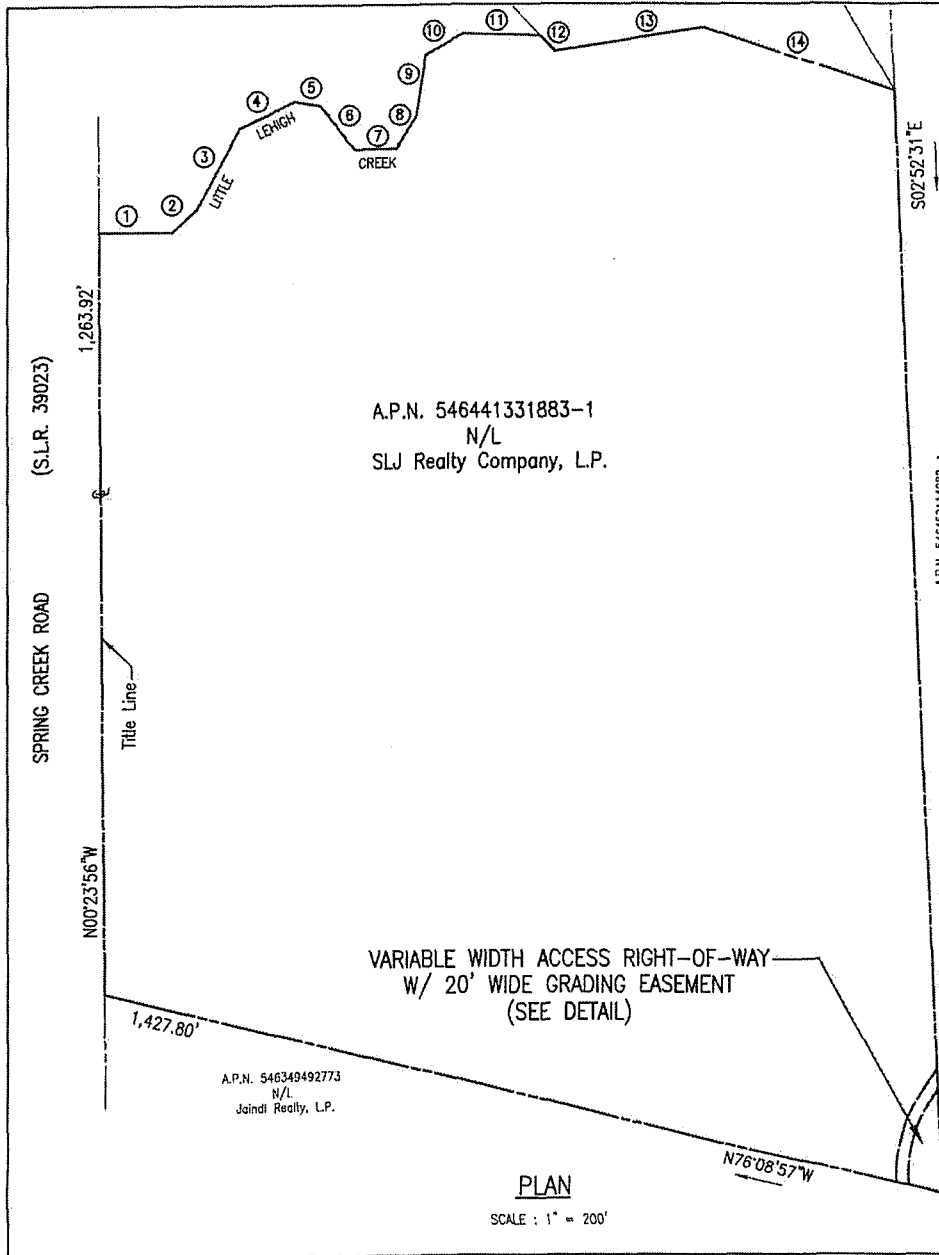 ⑩
⑪
⑫
⑬
⑭
⑨
④
LEHIGH
⑤
⑥
⑦
⑧
CREEK
③
LITTLE
①
②
S02°52'31"E
1,263.92'
(S.L.R. 39023)
A.P.N. 546441331883-1
N/L
SLJ Realty Company, L.P.
℄
SPRING CREEK ROAD
Title Line
N00°23'56"W
VARIABLE WIDTH ACCESS RIGHT-OF-WAY
W/ 20' WIDE GRADING EASEMENT
(SEE DETAIL)
1,427.80'
A.P.N. 546349492773
N/L
Jaindl Realty, L.P.
N76°08'57"W
PLAN
SCALE : 1" = 200'